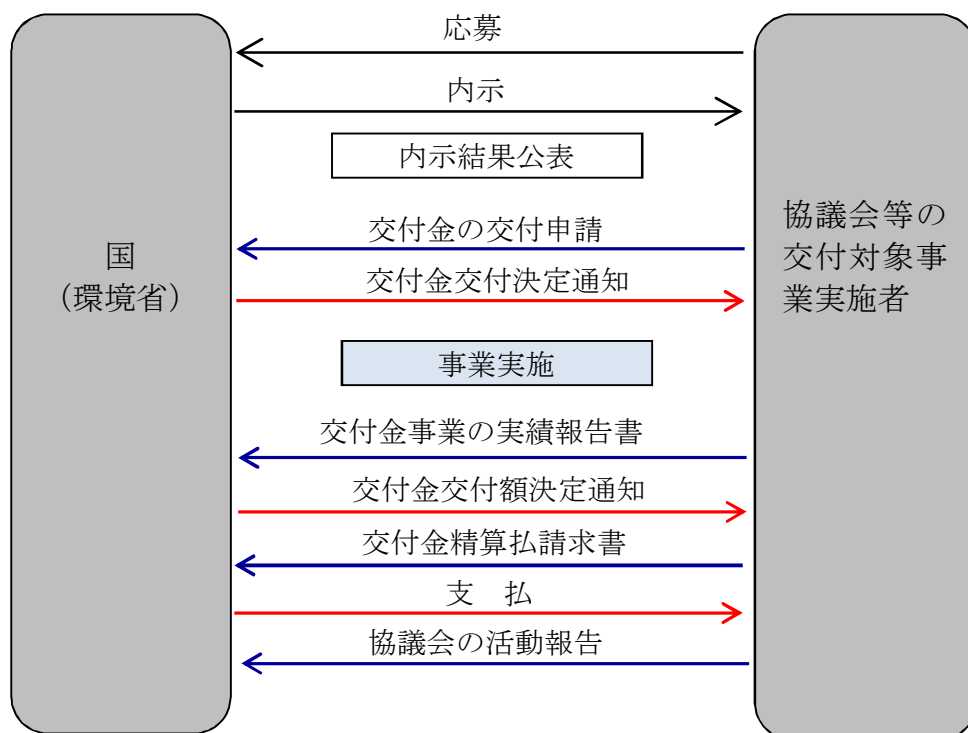 応募
内示
内示結果公表
国
（環境省）
交付金の交付申請
交付金交付決定通知
協議会等の
交付対象事
業実施者
事業実施
交付金事業の実績報告書
交付金交付額決定通知
交付金精算払請求書
支　払
協議会の活動報告